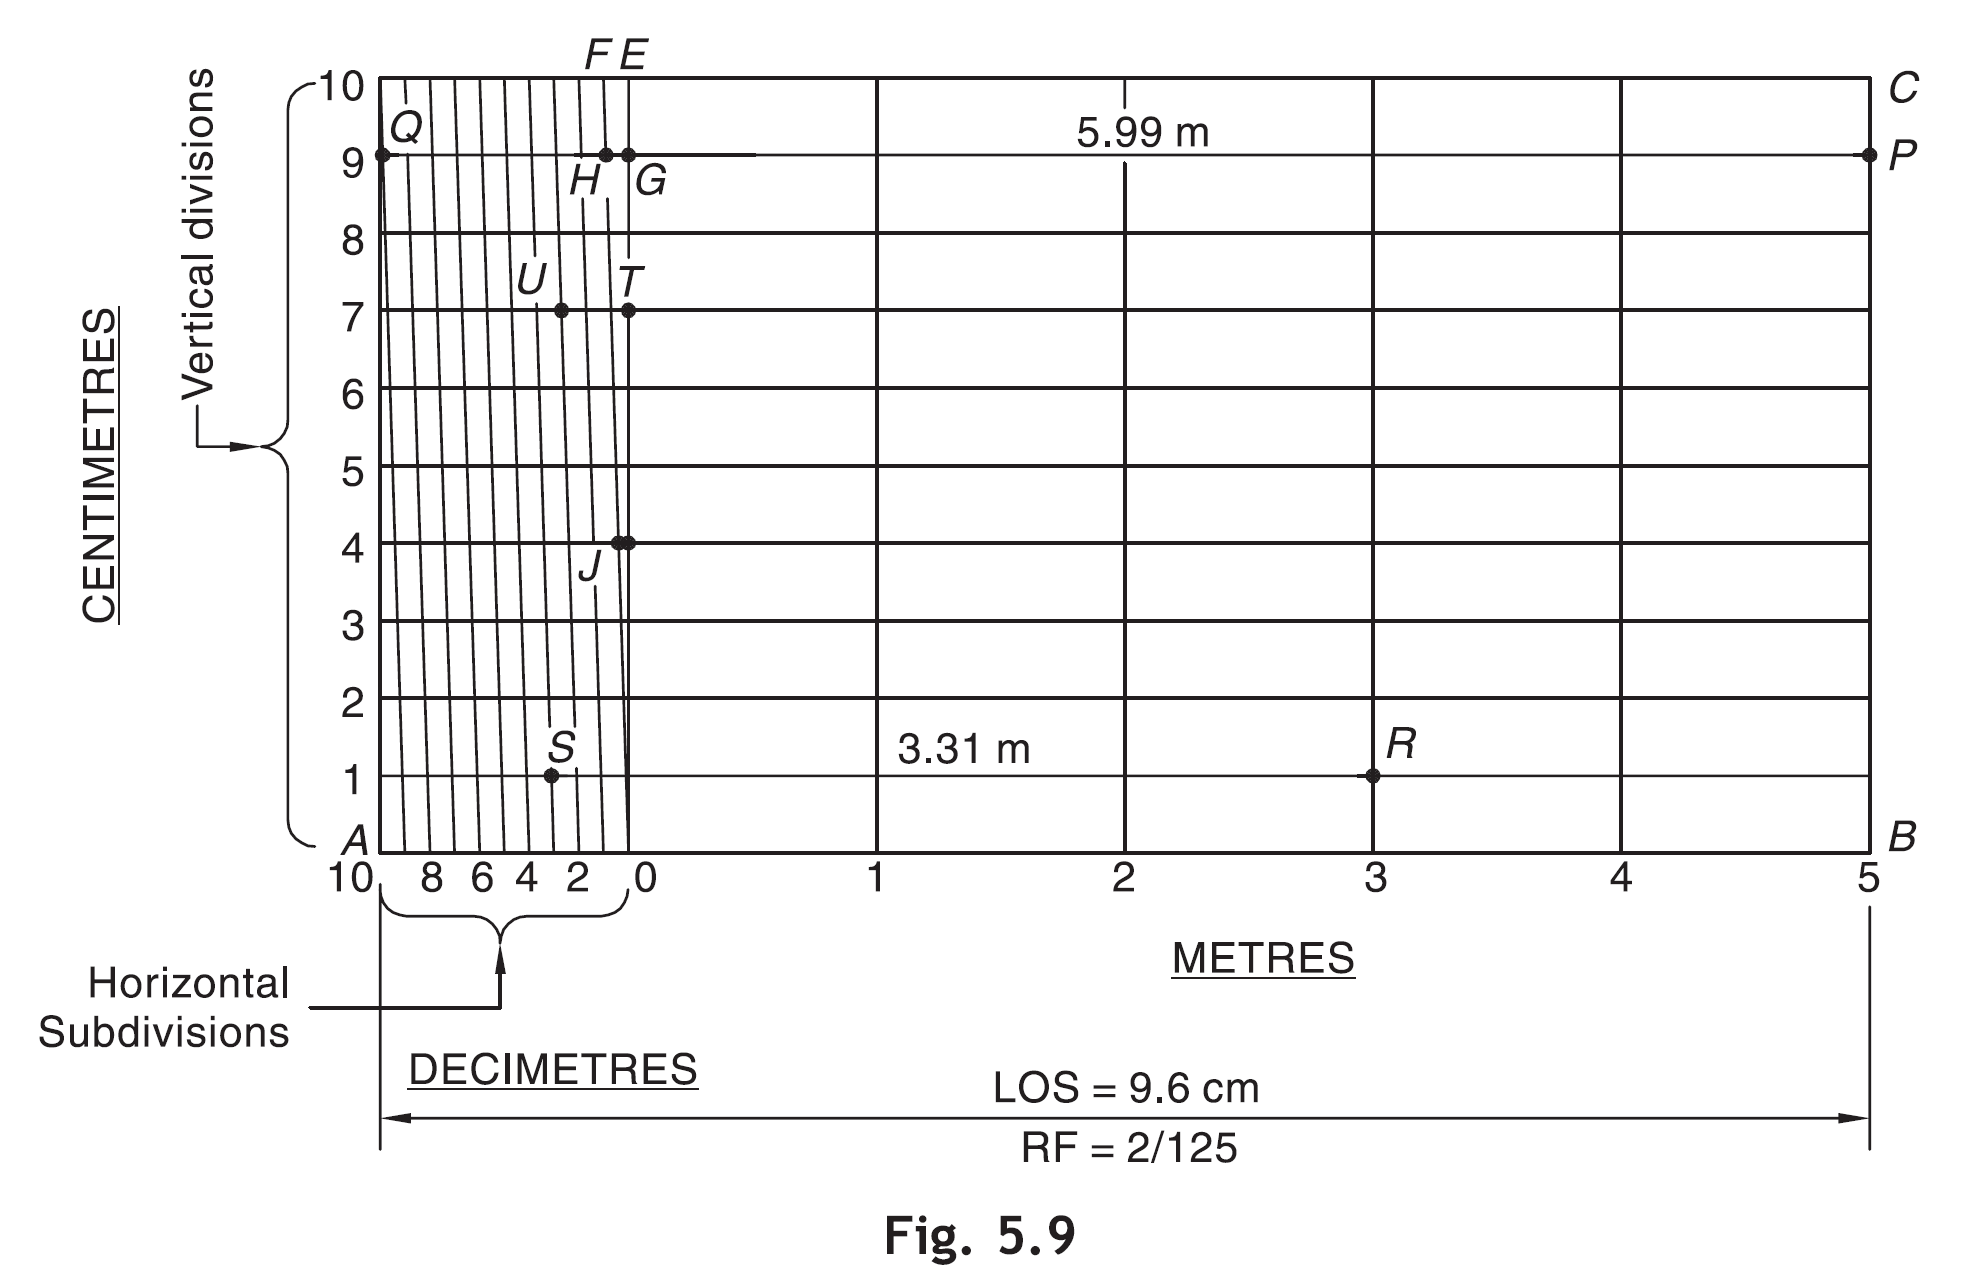 F E
10
C
Q
5.99 m
9
H
G
P
Vertical divisions
8
U
T
7
CENTIMETRES
6
5
4
J
3
2
S
3.31 m
R
1
A
B
10 8 6 4 2 0 1 2 3 4 5
METRES
Horizontal
Subdivisions
DECIMETRES
LOS = 9.6 cm
RF = 2/125
Fig. 5.9